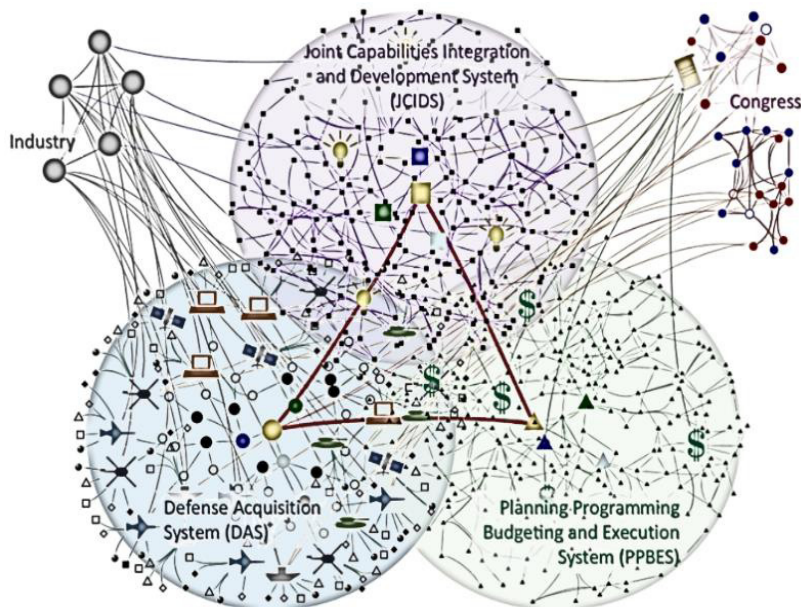 Joint Capabilities Integration
and Development System
(JCIDS)
Industry
Congress
Defense Acquisition
System (DAS)
Planning Programming
Budgeting and Execution
System (PPBES)